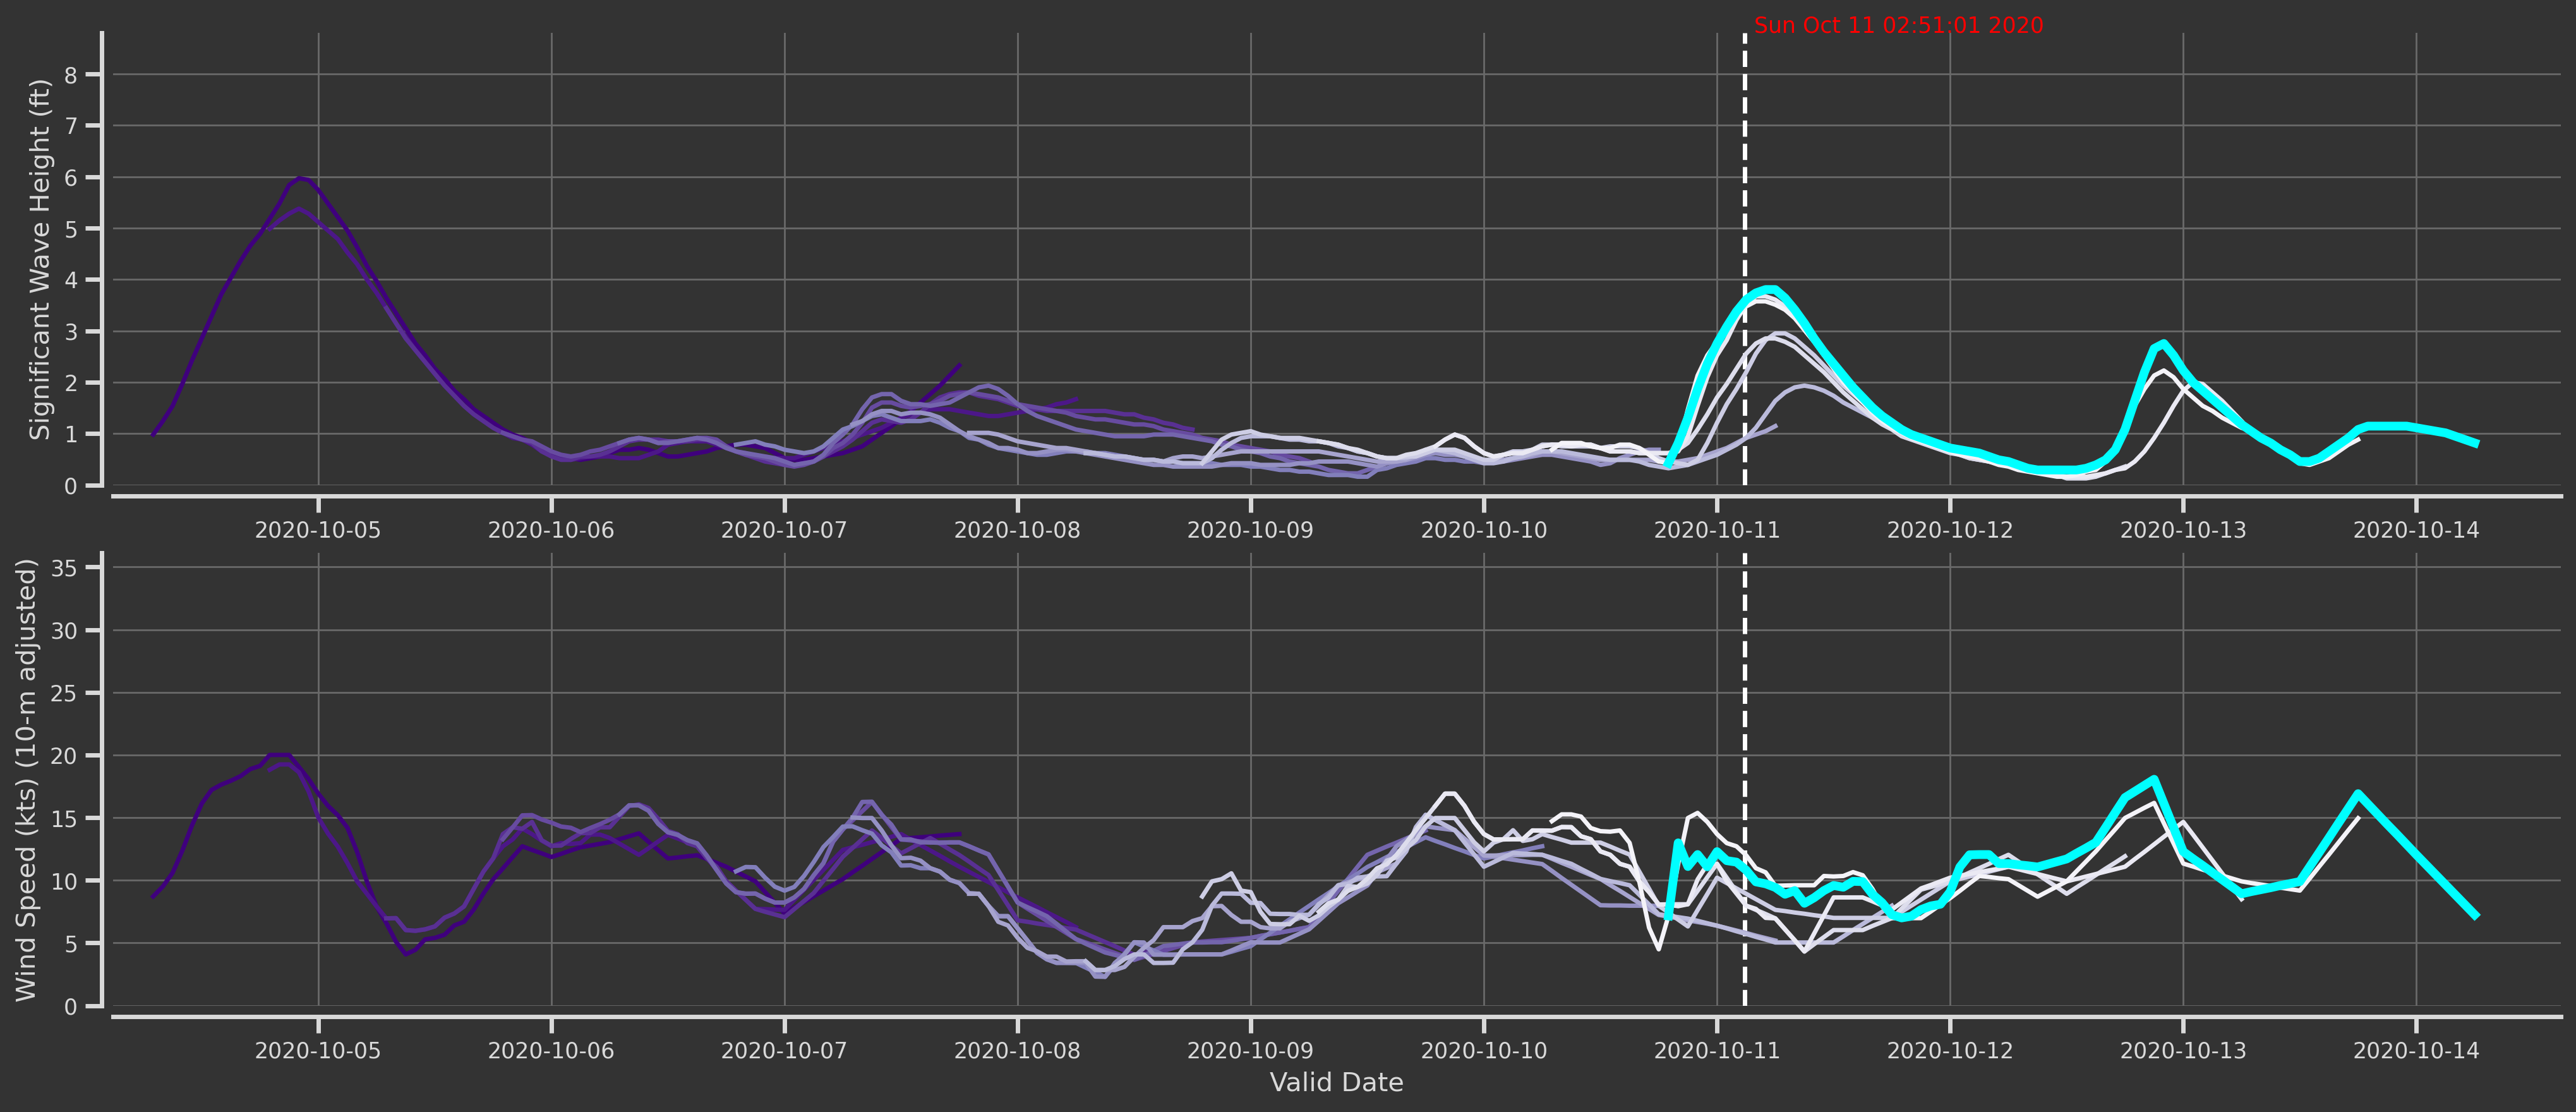 Sun Oct 11 02:51:01 2020
Significant Wave Height (ft)
8
7
6
5
4
3
2
1
0
2020-10-05 2020-10-06 2020-10-07 2020-10-08 2020-10-09 2020-10-10 2020-10-11 2020-10-12 2020-10-13 2020-10-14
Wind Speed (kts) (10-m adjusted)
35
30
25
20
15
10
5
0
2020-10-05 2020-10-06 2020-10-07 2020-10-08 2020-10-09 2020-10-10 2020-10-11 2020-10-12 2020-10-13 2020-10-14
Valid Date